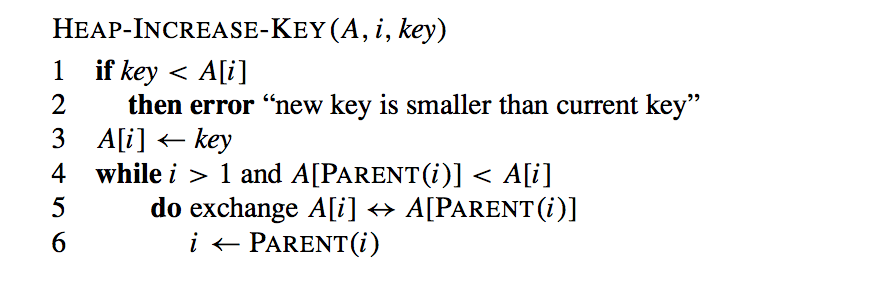 HEAP-INCREASE-KEY(A, i, key)
1 if key < A[i]
2 then error “new key is smaller than current key”
3 A[i] ← key
4 while i > 1 and A[PARENT(i)] < A[i]
5 do exchange A[i] ↔ A[PARENT(i)]
6 i ← PARENT(i)